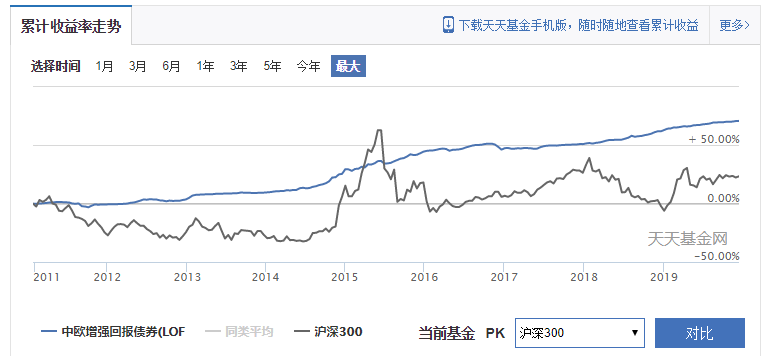 累计收益率走势
下载天天基金手机版，随时随地查看累计收益 更多>
选择时间 1月 3月 6月 1年 3年 5年 今年 最大
+ 50.00%
0.00%
天天基金网
-50.00%
2011 2012 2013 2014 2015 2016 2017 2018 2019
中欧增强回报债券(LOF 同类平均 沪深300 当前基金 PK 沪深300 对比